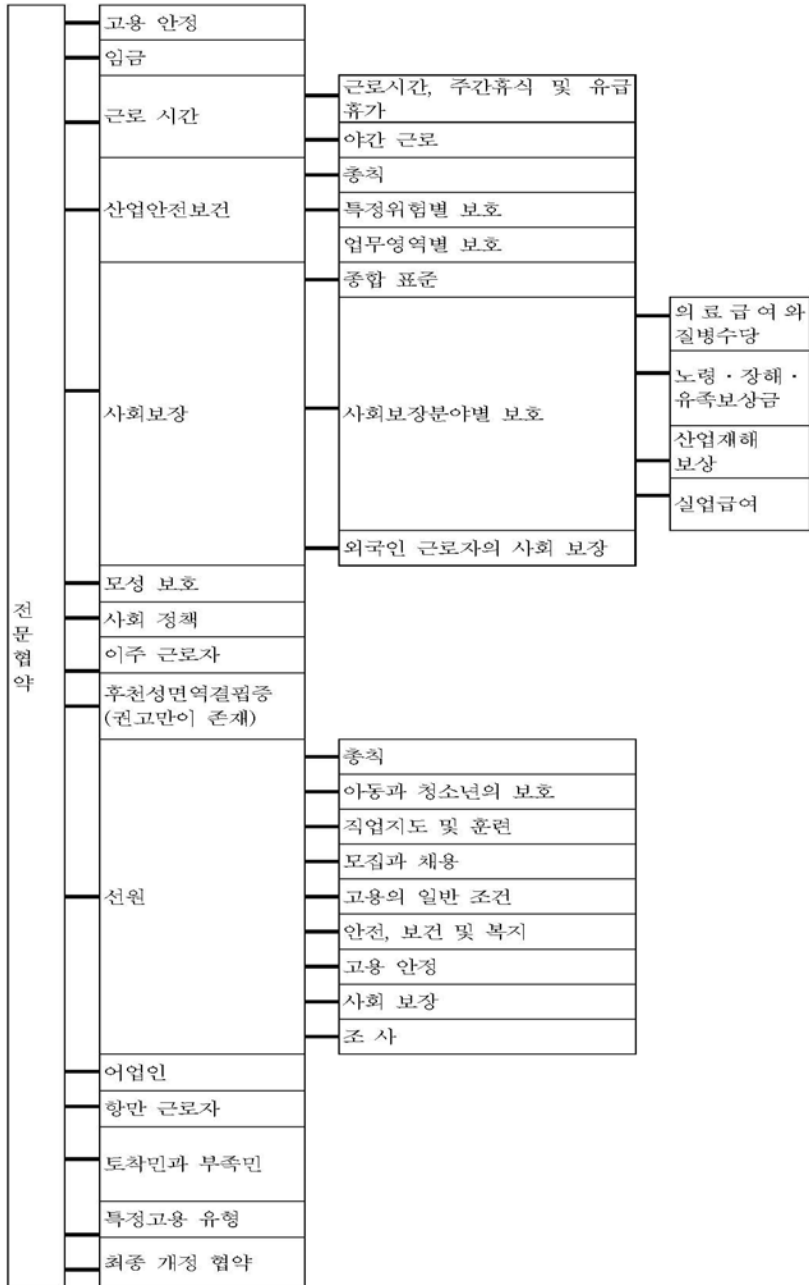 전문협약
고용 안정
임금
근로 시간
근로시간, 주간휴식 및 유급
휴가
야간 근로
산업안전보건
총칙
특정위험별 보호
업무영역별 보호
사회보장
종합 표준
사회보장분야별 보호
의료급여와
질병수당
노령·장해·
유족보상금
산업재해
보상
실업급여
외국인 근로자의 사회 보장
모성 보호
사회 정책
이주 근로자
후천성면역결핍증
(권고만이 존재)
선원
총칙
아동과 청소년의 보호
직업지도 및 훈련
모집과 채용
고용의 일반 조건
안전, 보건 및 복지
고용 안정
사회 보장
조 사
어업인
항만 근로자
토착민과 부족민
특정고용 유형
최종 개정 협약